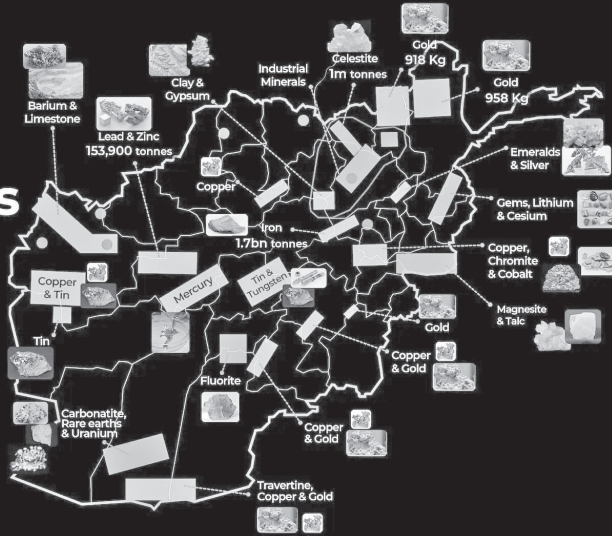 Gold
918 Kg
Celestite
1m tonnes
Industrial
Minerals
Gold
958 Kg
Clay &
Gypsum
Barium &
Limestone
Lead & Zinc
153,900 tonnes
Emeralds
& Silver
Copper
S
Gems, Lithium
& Cesium
Iron
1.7bn tonnes
Copper,
Chromite
& Cobalt
Copper
& Tin
Mercury
Tin &
Tungsten
Magnesite
& Talc
Gold
Tin
Copper
& Gold
Fluorite
Carbonatite,
Rare earths
& Uranium
Copper
& Gold
Travertine,
Copper & Gold